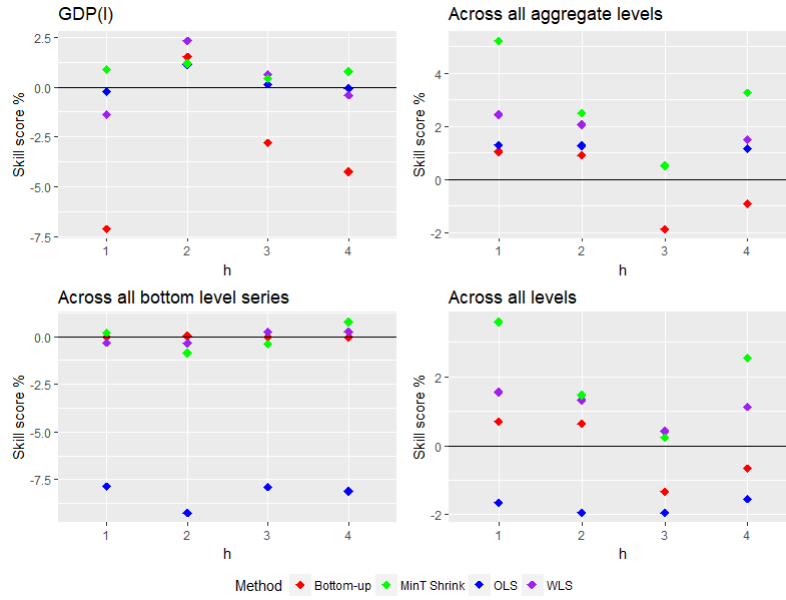 GDP(I)
Skill score %
2.5
0.0
-2.5
-5.0
-7.5
1 2 3 4
h
Across all aggregate levels
Skill score %
4
2
0
-2
1 2 3 4
h
Across all bottom level series
Skill score %
0.0
-2.5
-5.0
-7.5
1 2 3 4
h
Across all levels
Skill score %
2
0
-2
1 2 3 4
h
Method Bottom-up MinT Shrink OLS WLS